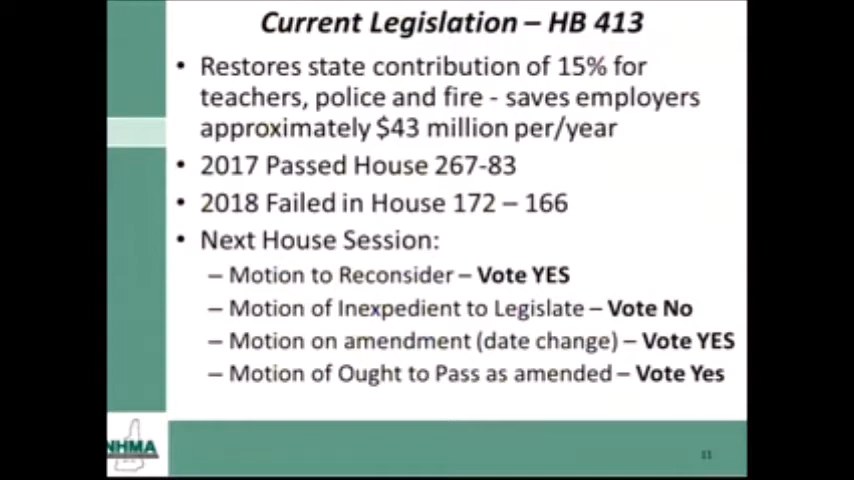 Current Legislation – HB 413
• Restores state contribution of 15% for
teachers, police and fire - saves employers
approximately $43 million per/year
• 2017 Passed House 267-83
• 2018 Failed in House 172 – 166
• Next House Session:
– Motion to Reconsider – Vote YES
– Motion of Inexpedient to Legislate – Vote No
– Motion on amendment (date change) – Vote YES
– Motion of Ought to Pass as amended – Vote Yes
NHMA
11